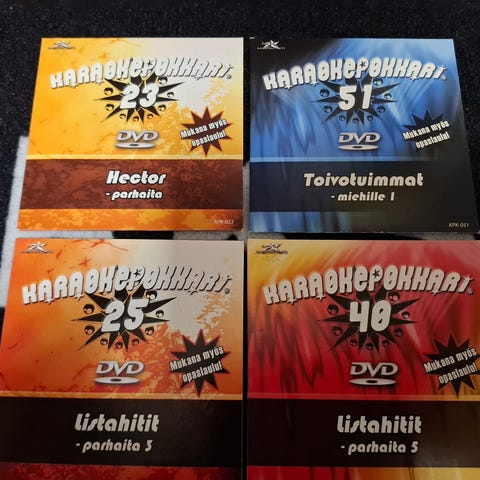 KARAOKEPOKKARI
23
DVD
Mukana myös
opaslaulu!
Hector
- parhaita
KPK-023
KARAOKEPOKKARI
51
DVD
Mukana myös
opaslaulu!
Toivotuimmat
- miehille 1
KPK-051
KARAOKEPOKKARI
25
DVD
Mukana myös
opaslaulu!
Listahitit
- parhaita 3
KARAOKEPOKKARI
40
DVD
Mukana myös
opaslaulu!
Listahitit
- parhaita 5